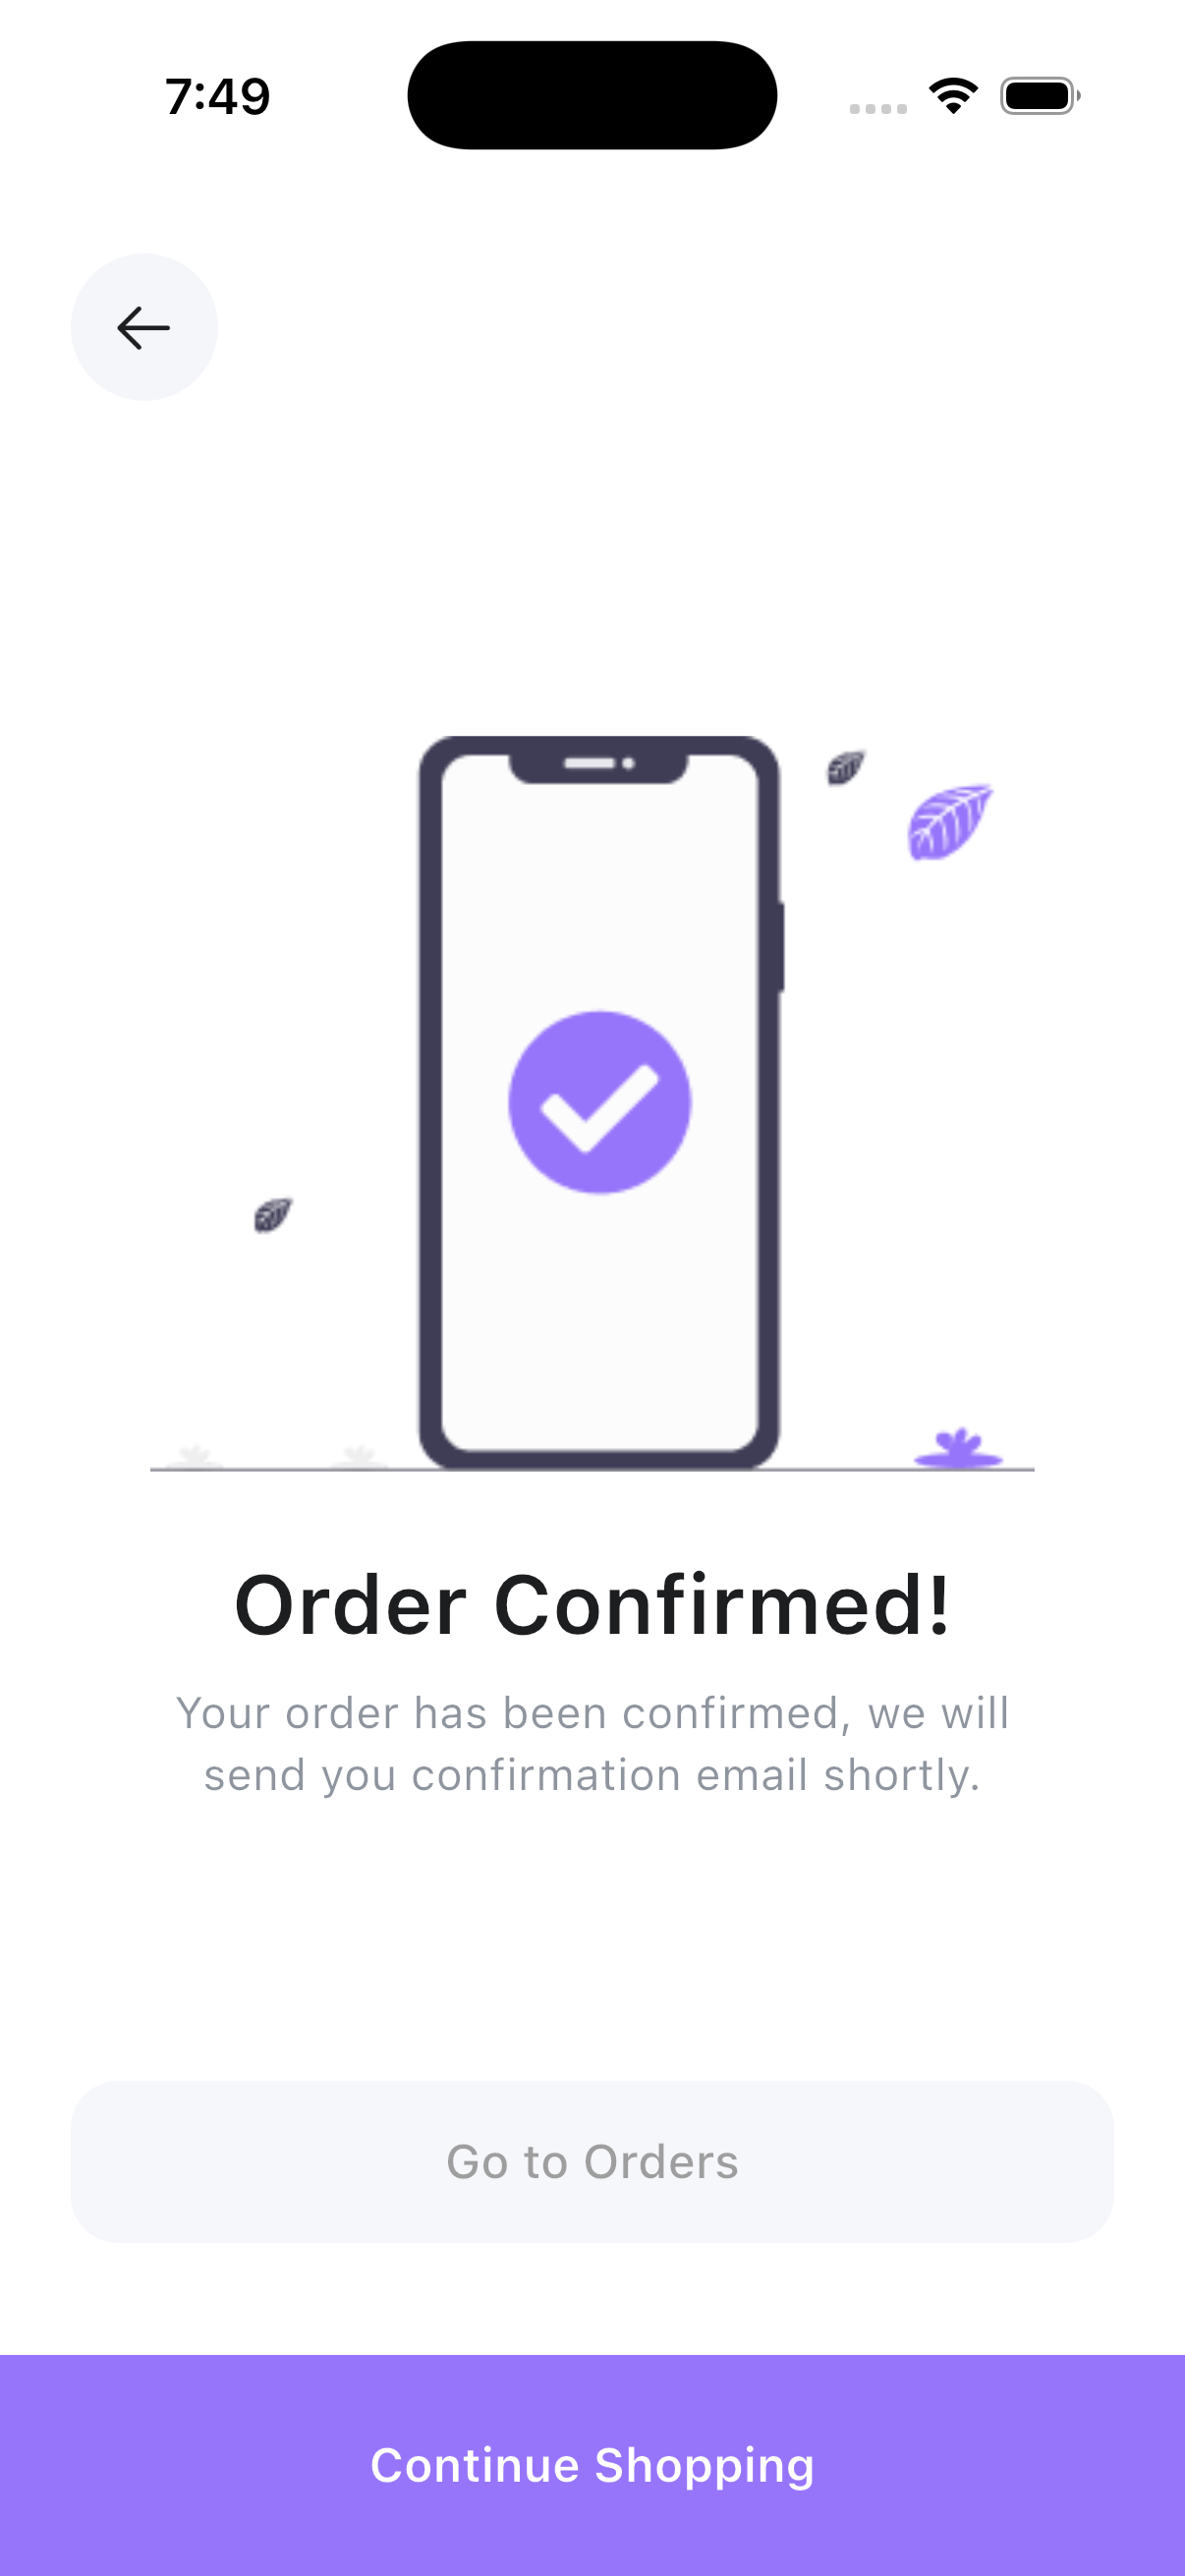 7:49
Order Confirmed!
Your order has been confirmed, we will
send you confirmation email shortly.
Go to Orders
Continue Shopping